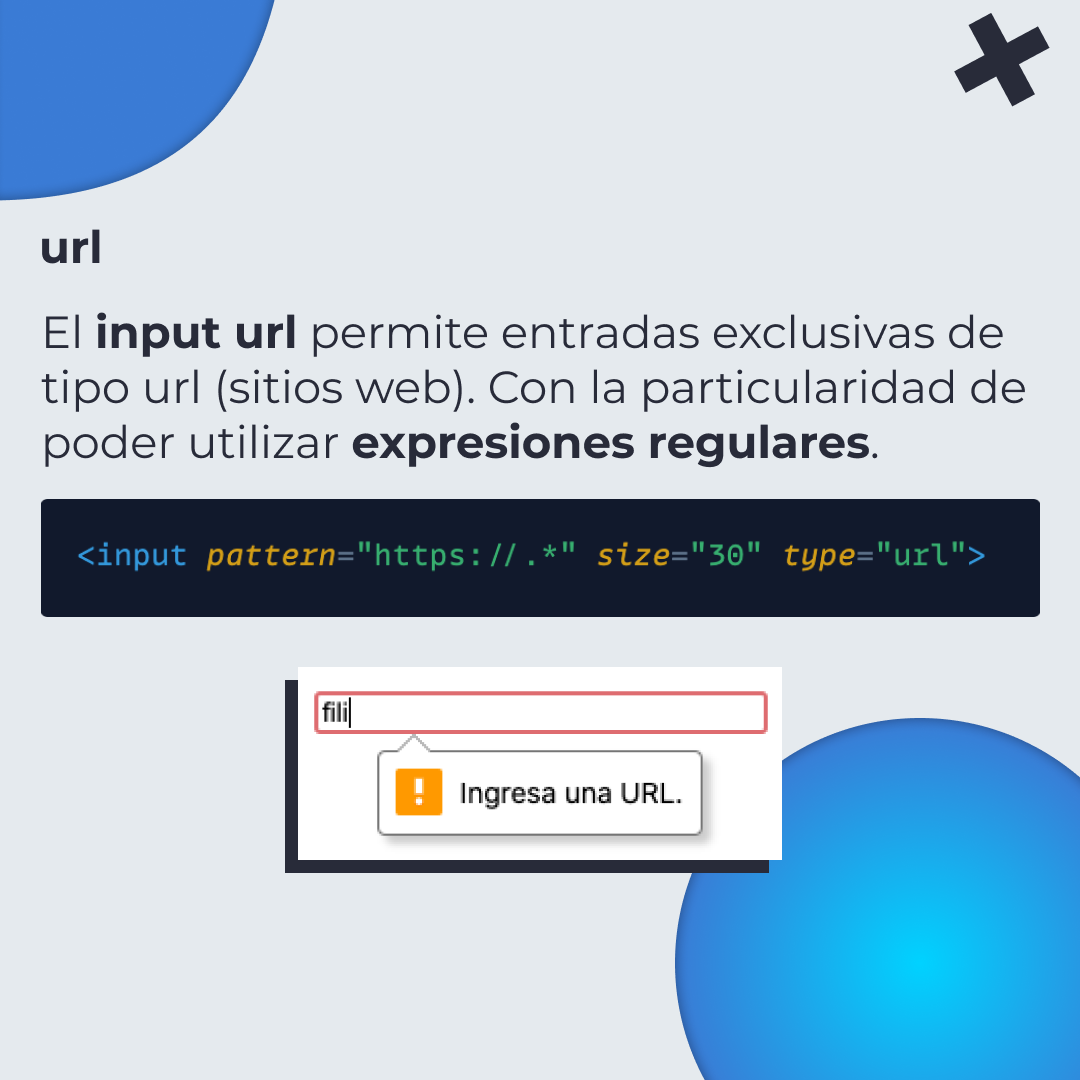 url
El input url permite entradas exclusivas de
tipo url (sitios web). Con la particularidad de
poder utilizar expresiones regulares.
<input pattern="https://.*" size="30" type="url">
fili
Ingresa una URL.